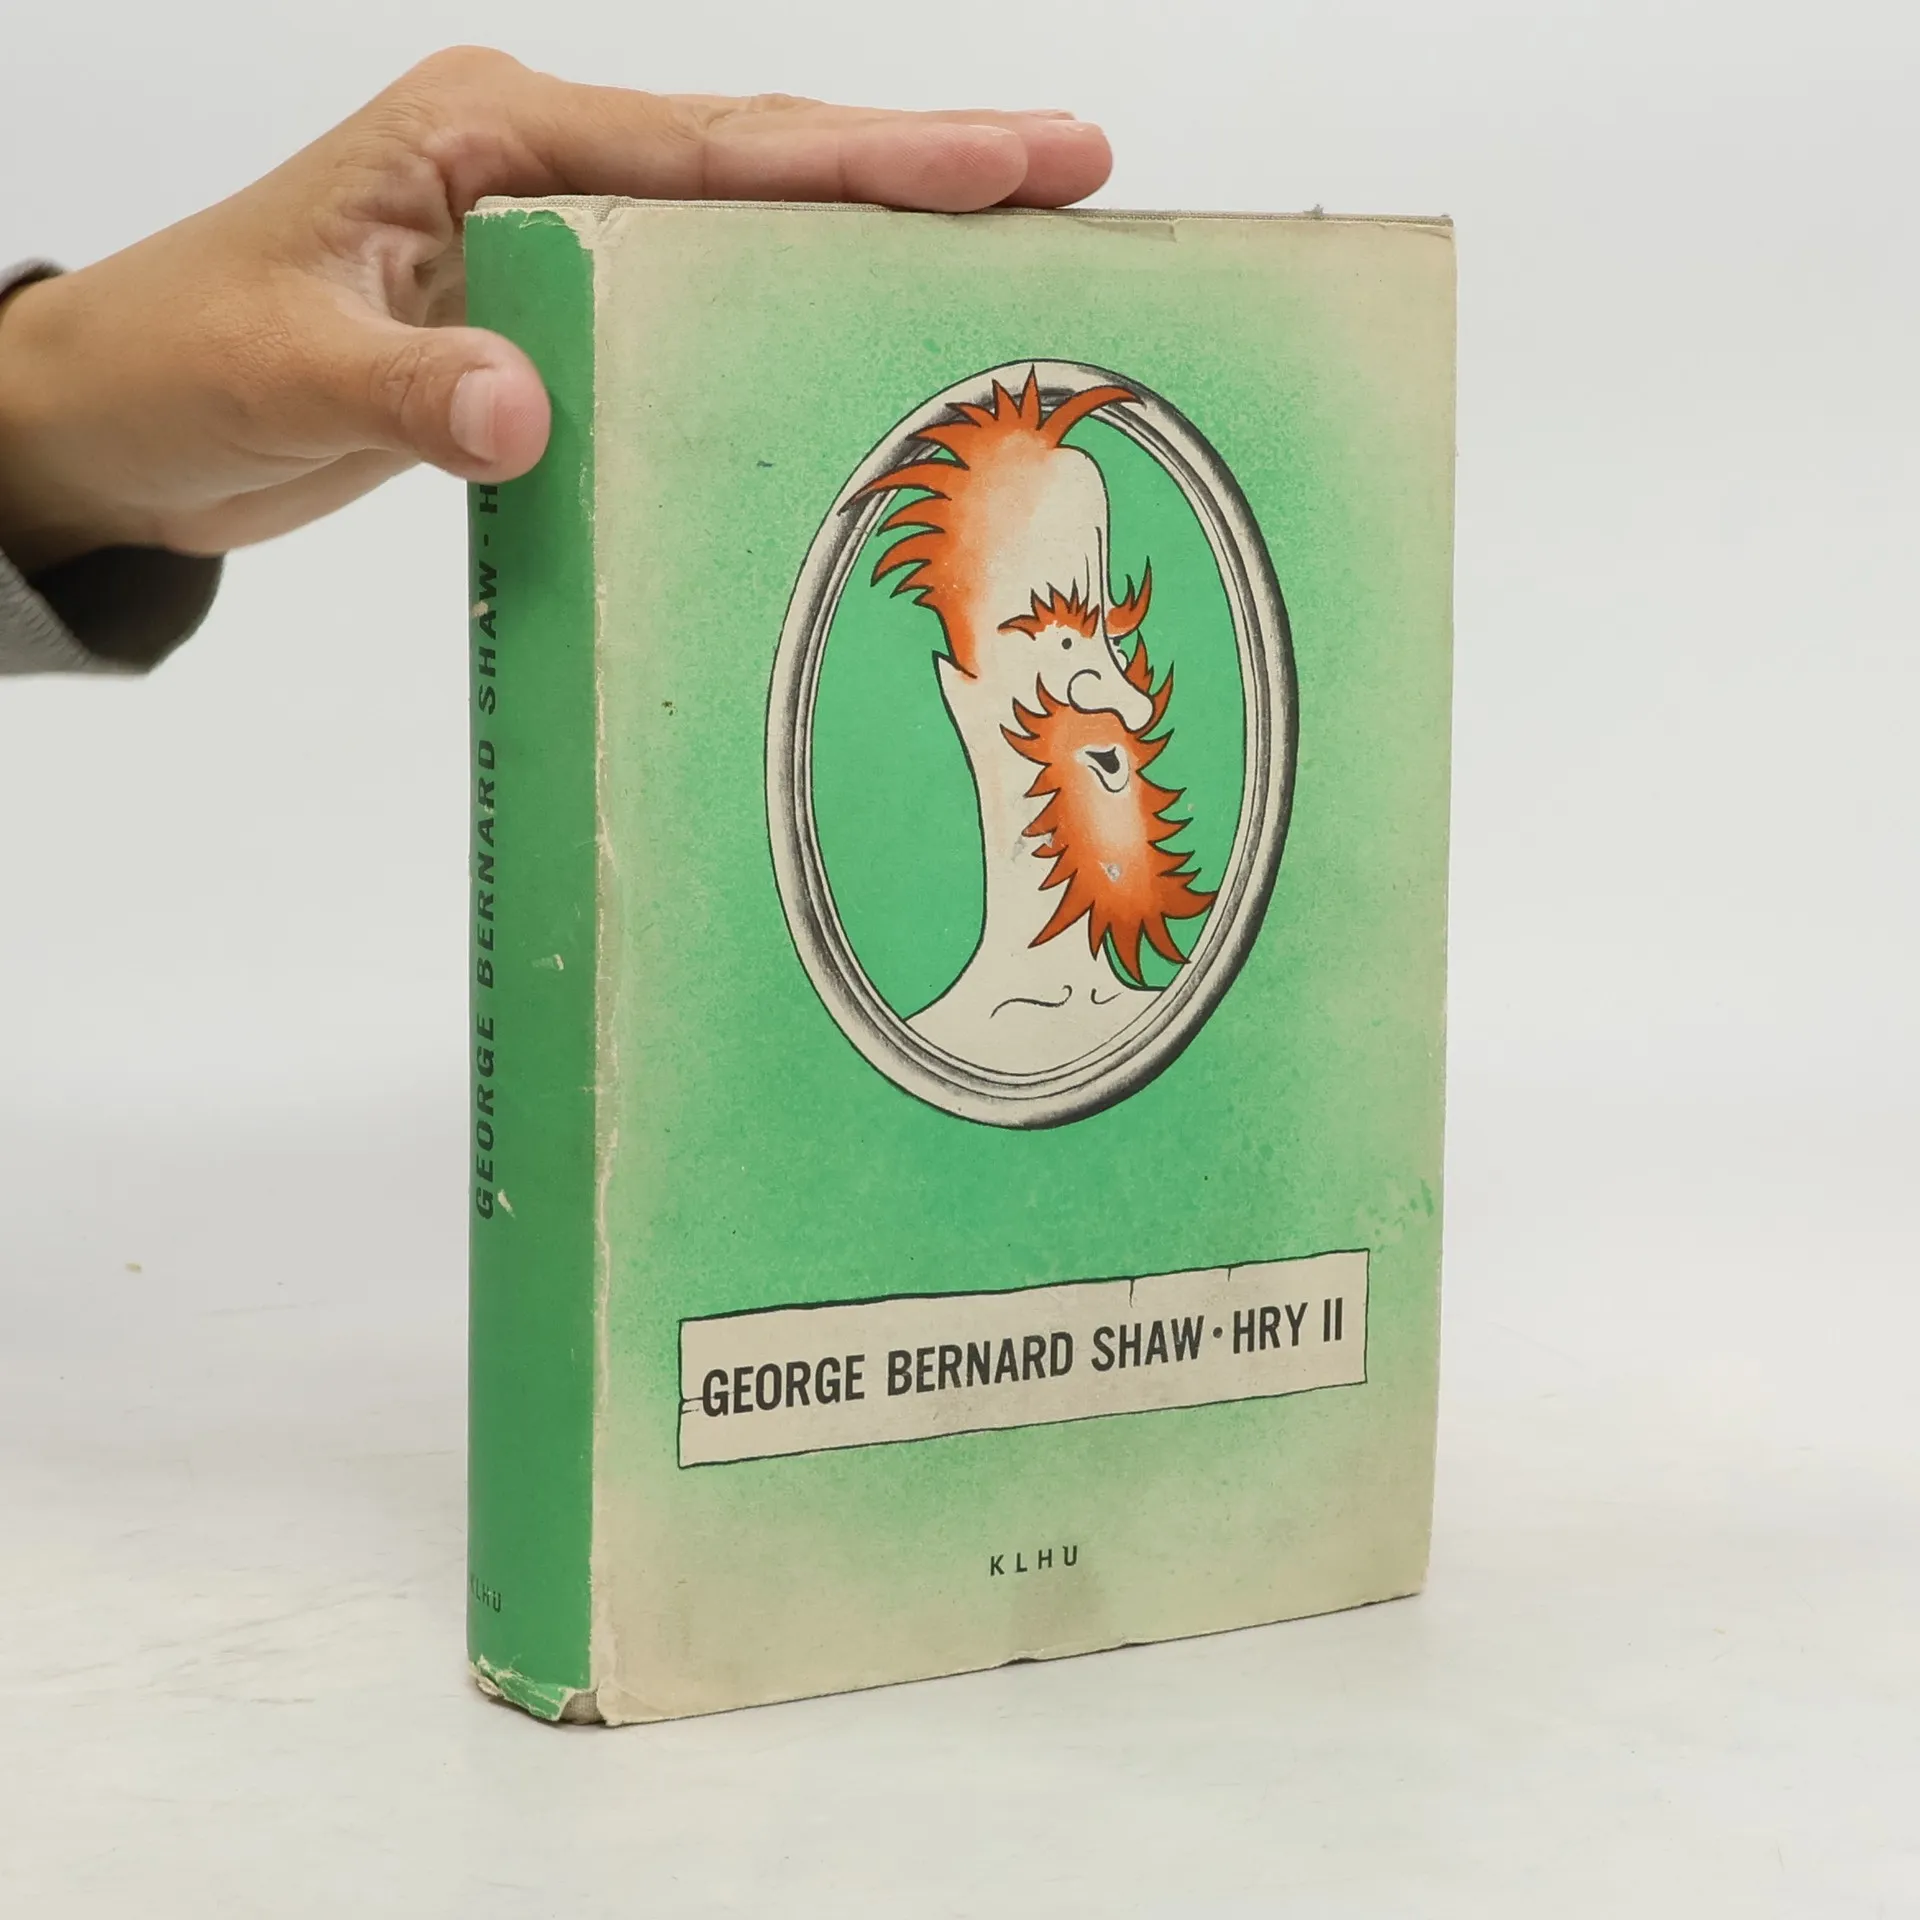 GEORGE BERNARD SHAW · H
KLHU
GEORGE BERNARD SHAW · HRY II
KLHU